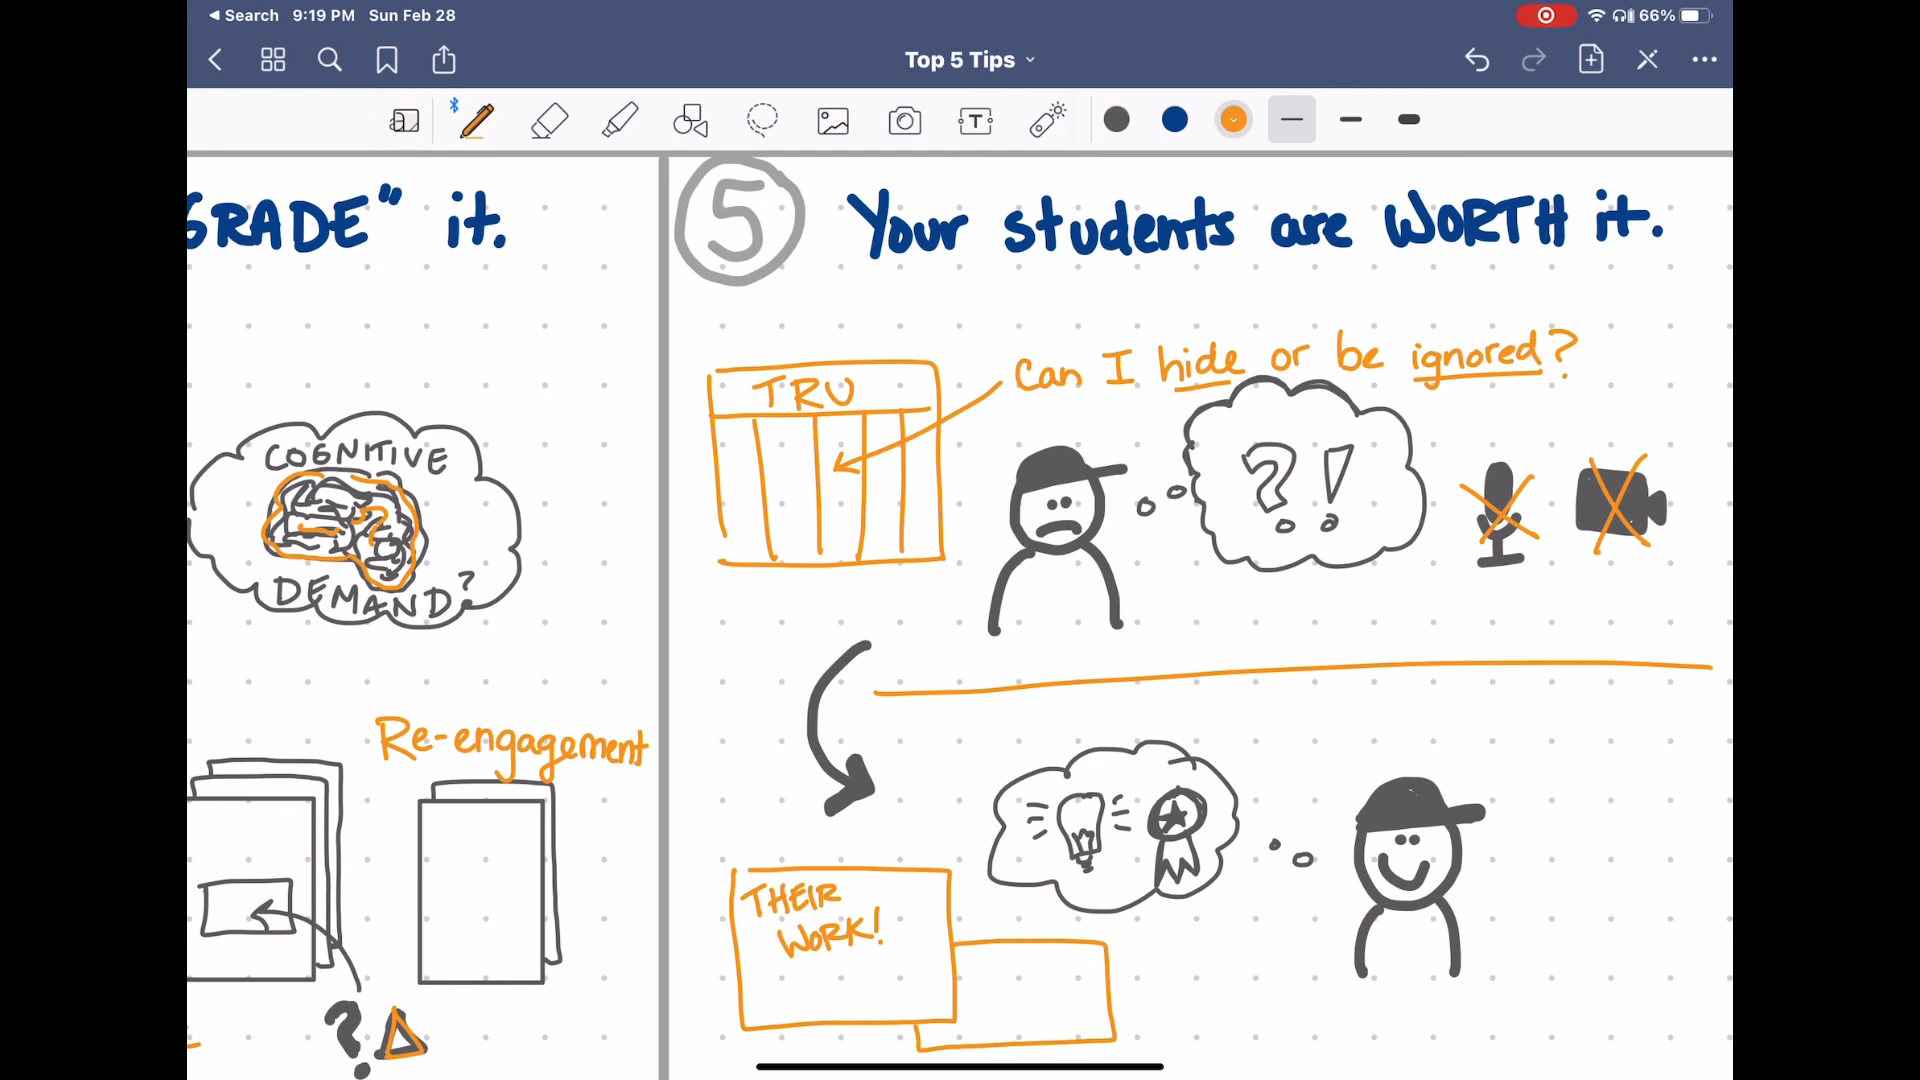 Search 9:19 PM Sun Feb 28
66%
Top 5 Tips
a
T
GRADE" it.
COGNITIVE
DEMAND?
Re-engagement
?
5 Your students are WORTH it.
TRU
Can I hide or be ignored?
?!
THEIR
WORK!